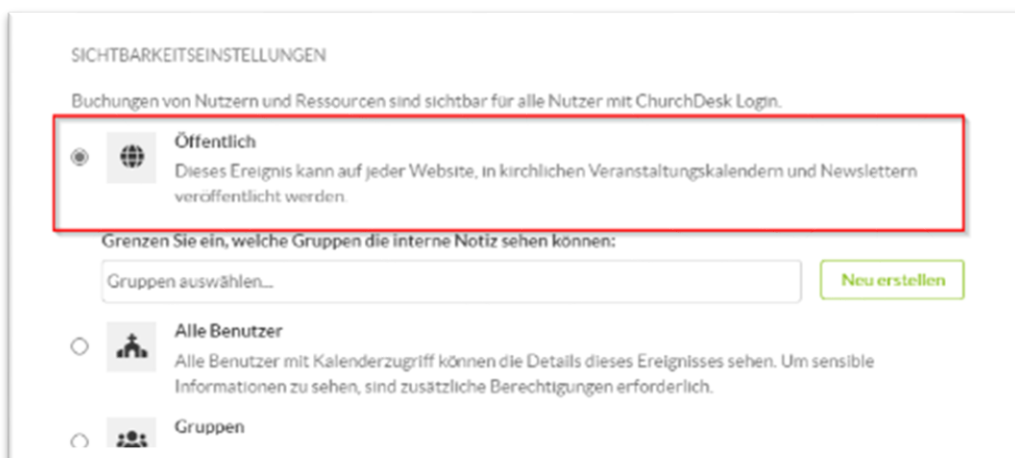 SICHTBARKEITSEINSTELLUNGEN
Buchungen von Nutzern und Ressourcen sind sichtbar für alle Nutzer mit ChurchDesk Login.
Öffentlich
Dieses Ereignis kann auf jeder Website, in kirchlichen Veranstaltungskalendern und Newslettern
veröffentlicht werden.
Grenzen Sie ein, welche Gruppen die interne Notiz sehen können:
Gruppen auswählen...
Neu erstellen
Alle Benutzer
Alle Benutzer mit Kalenderzugriff können die Details dieses Ereignisses sehen. Um sensible
Informationen zu sehen, sind zusätzliche Berechtigungen erforderlich.
Gruppen